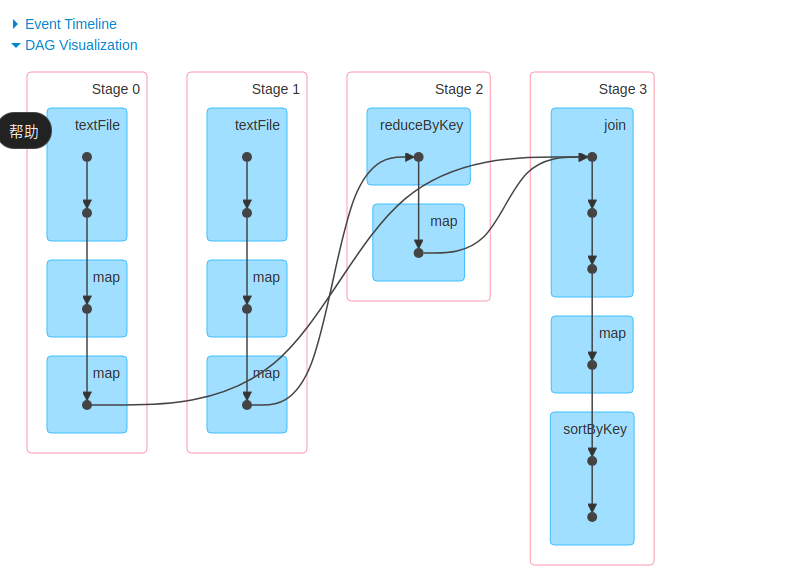 Event Timeline
DAG Visualization
Stage 0
Stage 1
Stage 2
Stage 3
帮助
textFile
textFile
reduceByKey
join
map
map
map
map
map
map
sortByKey